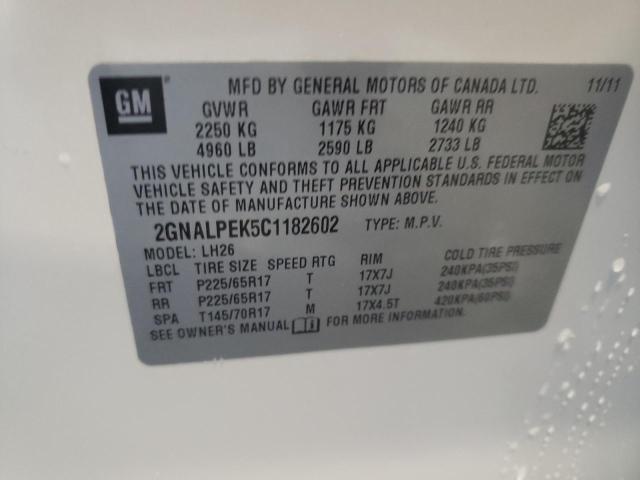 GM
MFD BY GENERAL MOTORS OF CANADA LTD. 11/11
GVWR GAWR FRT GAWR RR
2250 KG 1175 KG 1240 KG
4960 LB 2590 LB 2733 LB
THIS VEHICLE CONFORMS TO ALL APPLICABLE U.S. FEDERAL MOTOR
VEHICLE SAFETY AND THEFT PREVENTION STANDARDS IN EFFECT ON
THE DATE OF MANUFACTURE SHOWN ABOVE.
2GNALPEK5C1182602 TYPE: M.P.V.
MODEL: LH26
LBCL TIRE SIZE SPEED RTG RIM COLD TIRE PRESSURE
FRT P225/65R17 T 17X7J 240KPA(35PSI)
RR P225/65R17 T 17X7J 240KPA(35PSI)
SPA T145/70R17 M 17X4.5T 420KPA(60PSI)
SEE OWNER'S MANUAL FOR MORE INFORMATION.